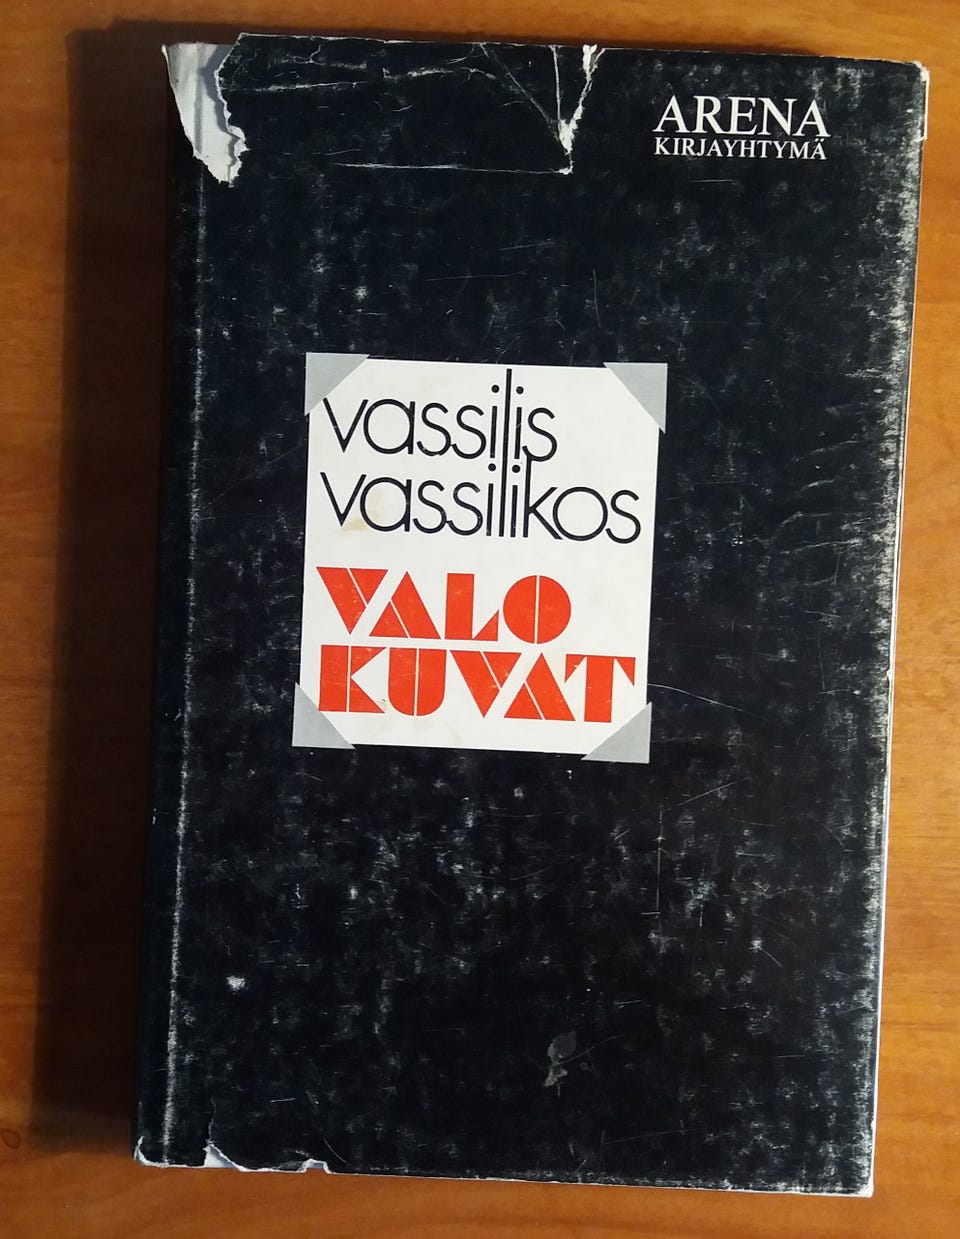 ARENA
KIRJAYHTYMÄ
vassilis
vassilikos
VALO
KUVAT